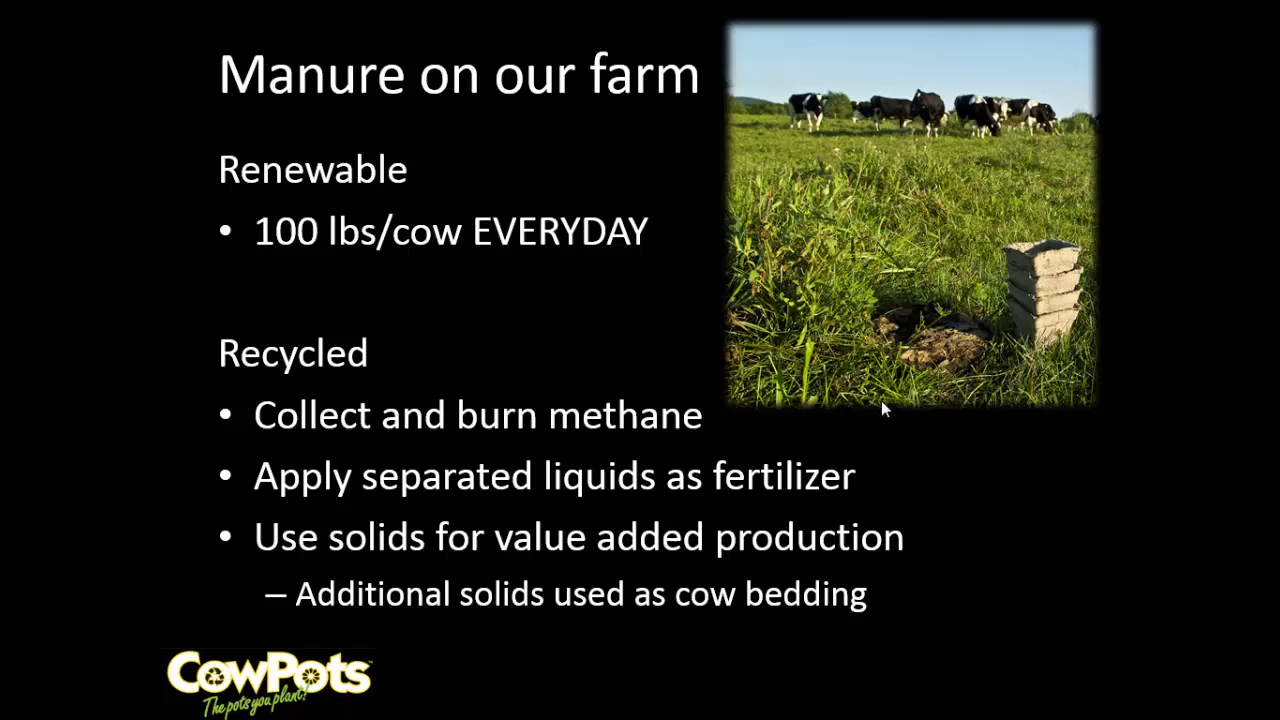 Manure on our farm
Renewable
• 100 lbs/cow EVERYDAY
Recycled
• Collect and burn methane
• Apply separated liquids as fertilizer
• Use solids for value added production
– Additional solids used as cow bedding
CowPots™
The pots you plant!